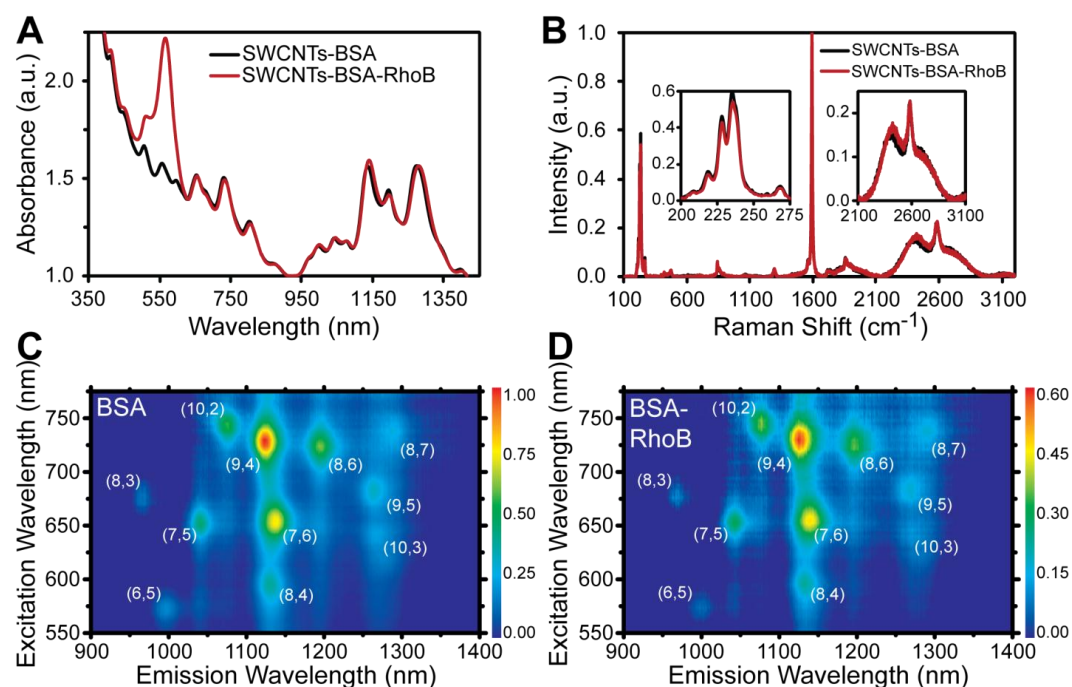 A
SWCNTs-BSA
SWCNTs-BSA-RhoB
Absorbance (a.u.)
2.0
1.5
1.0
350 550 750 950 1150 1350
Wavelength (nm)
B
SWCNTs-BSA
SWCNTs-BSA-RhoB
Intensity (a.u.)
1.0
0.8
0.6
0.4
0.2
0.0
0.6
0.4
0.2
0.0
200 225 250 275
0.2
0.1
0.0
2100 2600 3100
100 600 1100 1600 2100 2600 3100
Raman Shift (cm⁻¹)
C
Excitation Wavelength (nm)
750
700
650
600
550
BSA
(10,2)
(9,4)
(8,6)
(8,7)
(8,3)
(9,5)
(7,5)
(7,6)
(10,3)
(6,5)
(8,4)
1.00
0.75
0.50
0.25
0.00
900 1000 1100 1200 1300 1400
Emission Wavelength (nm)
D
Excitation Wavelength (nm)
750
700
650
600
550
BSA-
RhoB
(10,2)
(9,4)
(8,6)
(8,7)
(8,3)
(9,5)
(7,5)
(7,6)
(10,3)
(6,5)
(8,4)
0.60
0.45
0.30
0.15
0.00
900 1000 1100 1200 1300 1400
Emission Wavelength (nm)